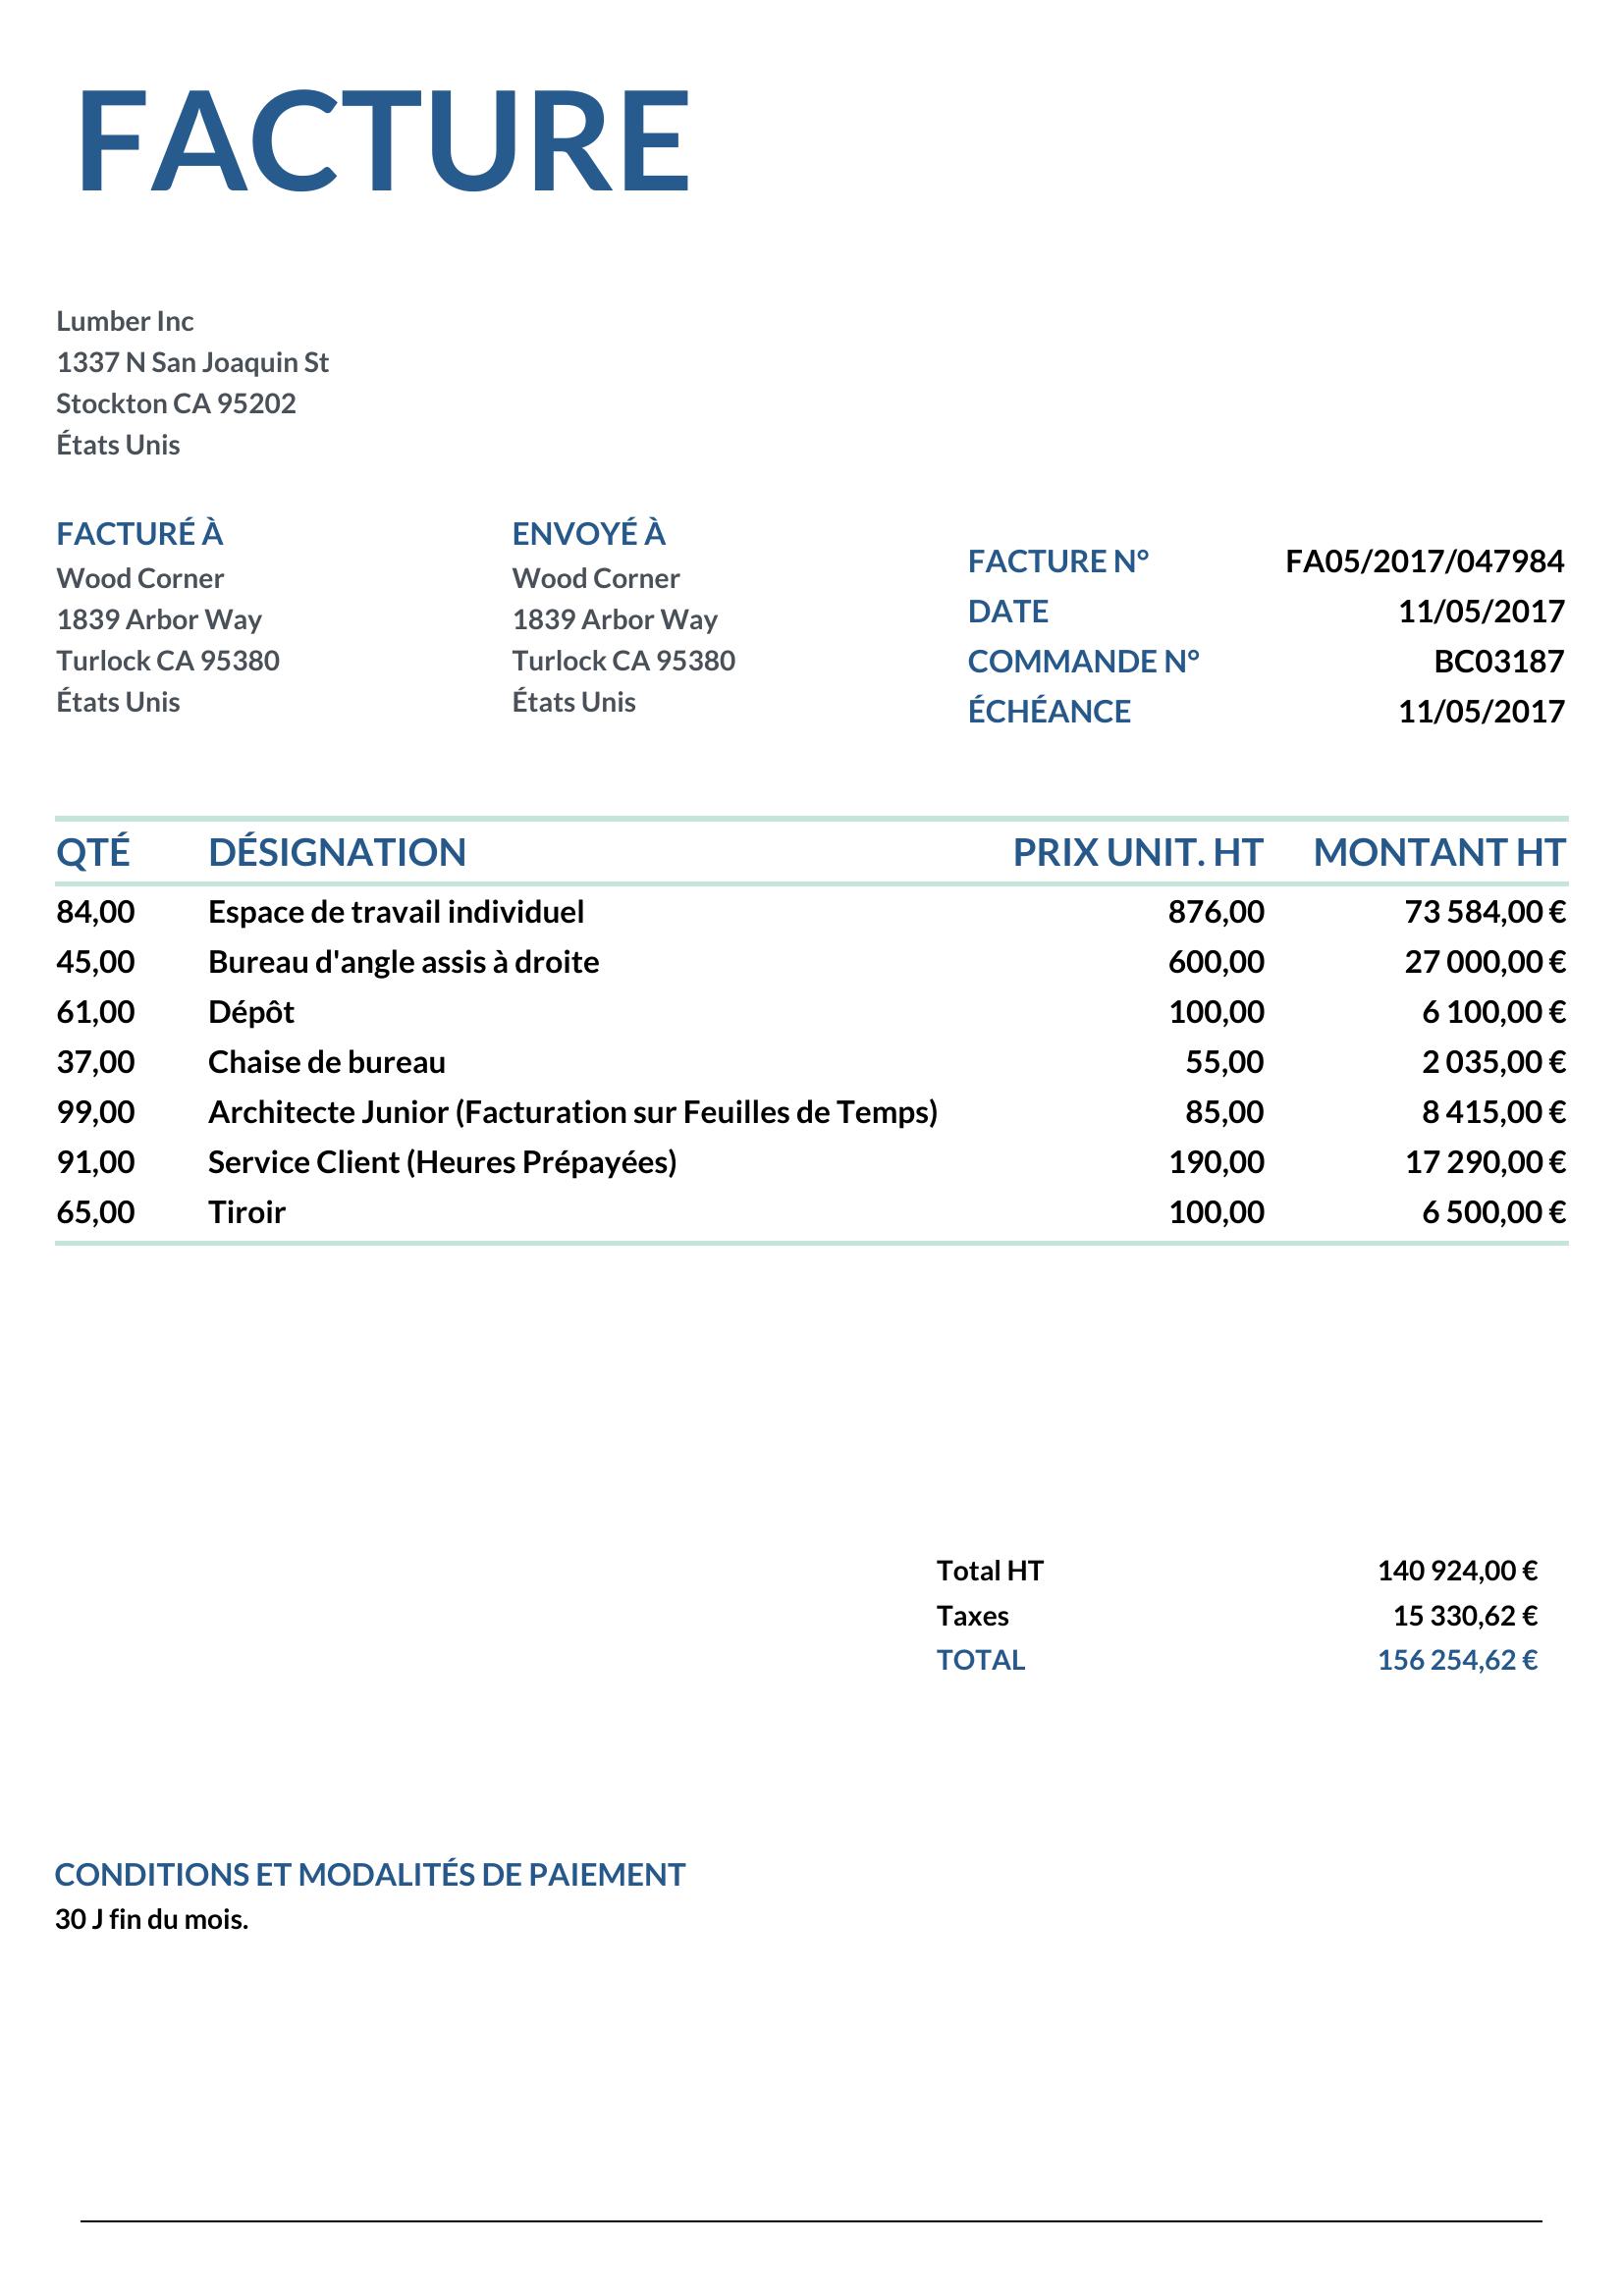 FACTURE
Lumber Inc
1337 N San Joaquin St
Stockton CA 95202
États Unis
FACTURÉ À
Wood Corner
1839 Arbor Way
Turlock CA 95380
États Unis
ENVOYÉ À
Wood Corner
1839 Arbor Way
Turlock CA 95380
États Unis
FACTURE N° FA05/2017/047984
DATE 11/05/2017
COMMANDE N° BC03187
ÉCHÉANCE 11/05/2017
QTÉ DÉSIGNATION PRIX UNIT. HT MONTANT HT
84,00 Espace de travail individuel 876,00 73 584,00 €
45,00 Bureau d'angle assis à droite 600,00 27 000,00 €
61,00 Dépôt 100,00 6 100,00 €
37,00 Chaise de bureau 55,00 2 035,00 €
99,00 Architecte Junior (Facturation sur Feuilles de Temps) 85,00 8 415,00 €
91,00 Service Client (Heures Prépayées) 190,00 17 290,00 €
65,00 Tiroir 100,00 6 500,00 €
Total HT 140 924,00 €
Taxes 15 330,62 €
TOTAL 156 254,62 €
CONDITIONS ET MODALITÉS DE PAIEMENT
30 J fin du mois.